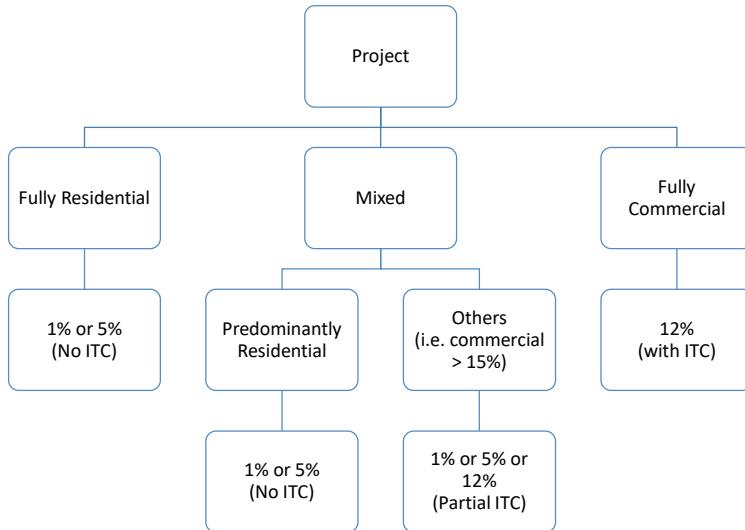 Project
Fully Residential
Mixed
Fully
Commercial
1% or 5%
(No ITC)
Predominantly
Residential
Others
(i.e. commercial
> 15%)
12%
(with ITC)
1% or 5%
(No ITC)
1% or 5% or
12%
(Partial ITC)